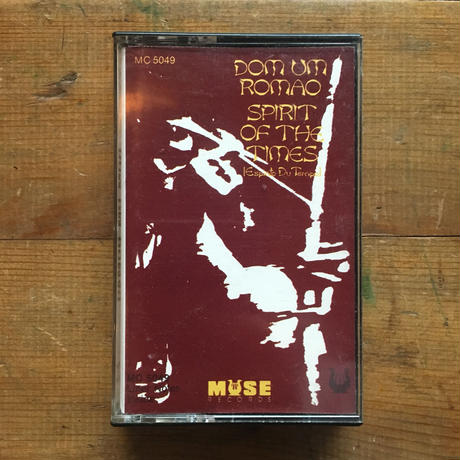 MC 5049
DOM UM
ROMAO
SPIRIT
OF THE
TIMES
MUSE
RECORDS